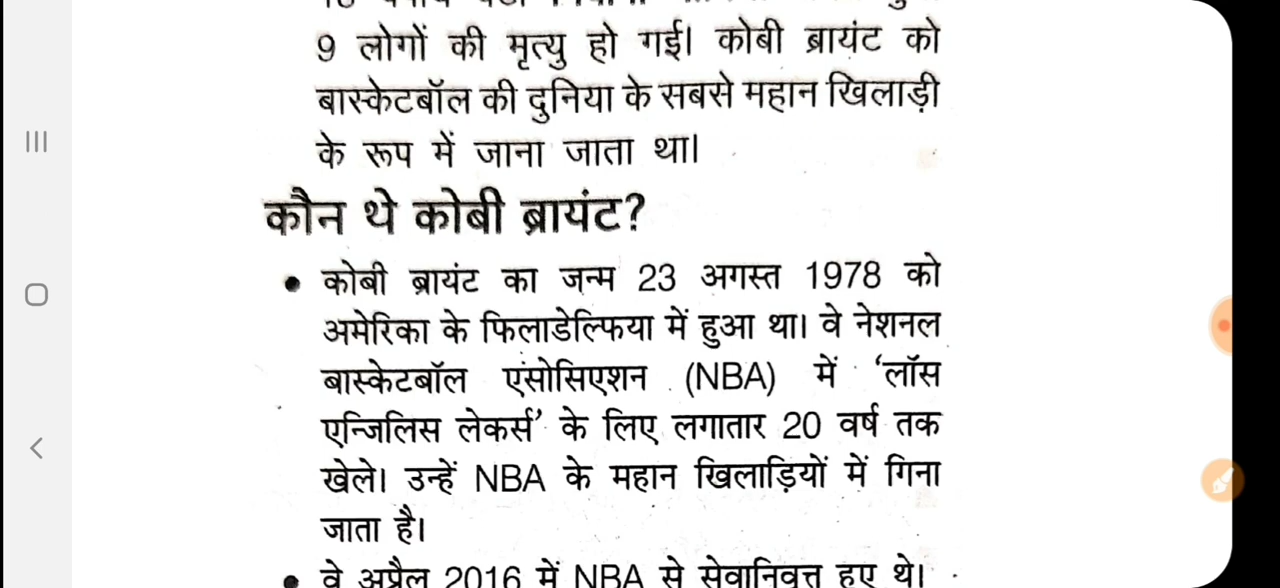 9 लोगों की मृत्यु हो गई। कोबी ब्रायंट को
बास्केटबॉल की दुनिया के सबसे महान खिलाड़ी
के रूप में जाना जाता था।
कौन थे कोबी ब्रायंट?
• कोबी ब्रायंट का जन्म 23 अगस्त 1978 को
अमेरिका के फिलाडेल्फिया में हुआ था। वे नेशनल
बास्केटबॉल एसोसिएशन (NBA) में ‘लॉस
एन्जिलिस लेकर्स’ के लिए लगातार 20 वर्ष तक
खेले। उन्हें NBA के महान खिलाड़ियों में गिना
जाता है।
• वे अप्रैल 2016 में NBA से सेवानिवृत्त हुए थे।